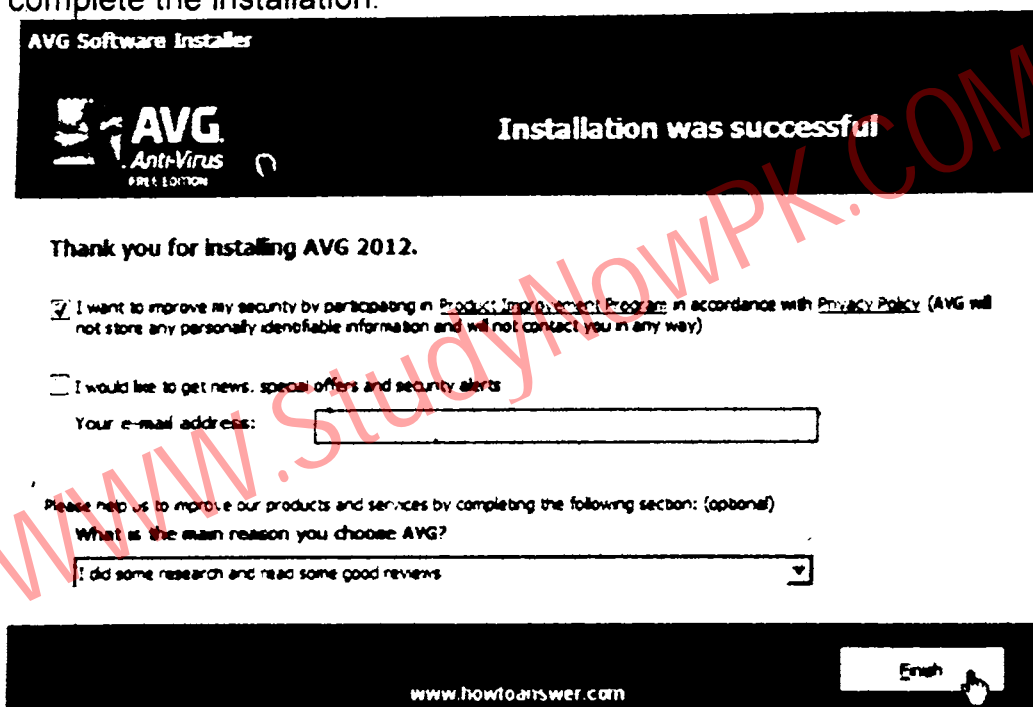 complete the installation.
AVG Software Installer
AVG
Anti-Virus
FREE EDITION
Installation was successful
Thank you for installing AVG 2012.
I want to improve my security by participating in Product Improvement Program in accordance with Privacy Policy (AVG will
not store any personally identifiable information and will not contact you in any way)
I would like to get news, special offers and security alerts
Your e-mail address:
Please help us to improve our products and services by completing the following section: (optional)
What is the main reason you choose AVG?
I did some research and read some good reviews
Finish
www.howtoanswer.com
WWW.StudyNowPK.COM